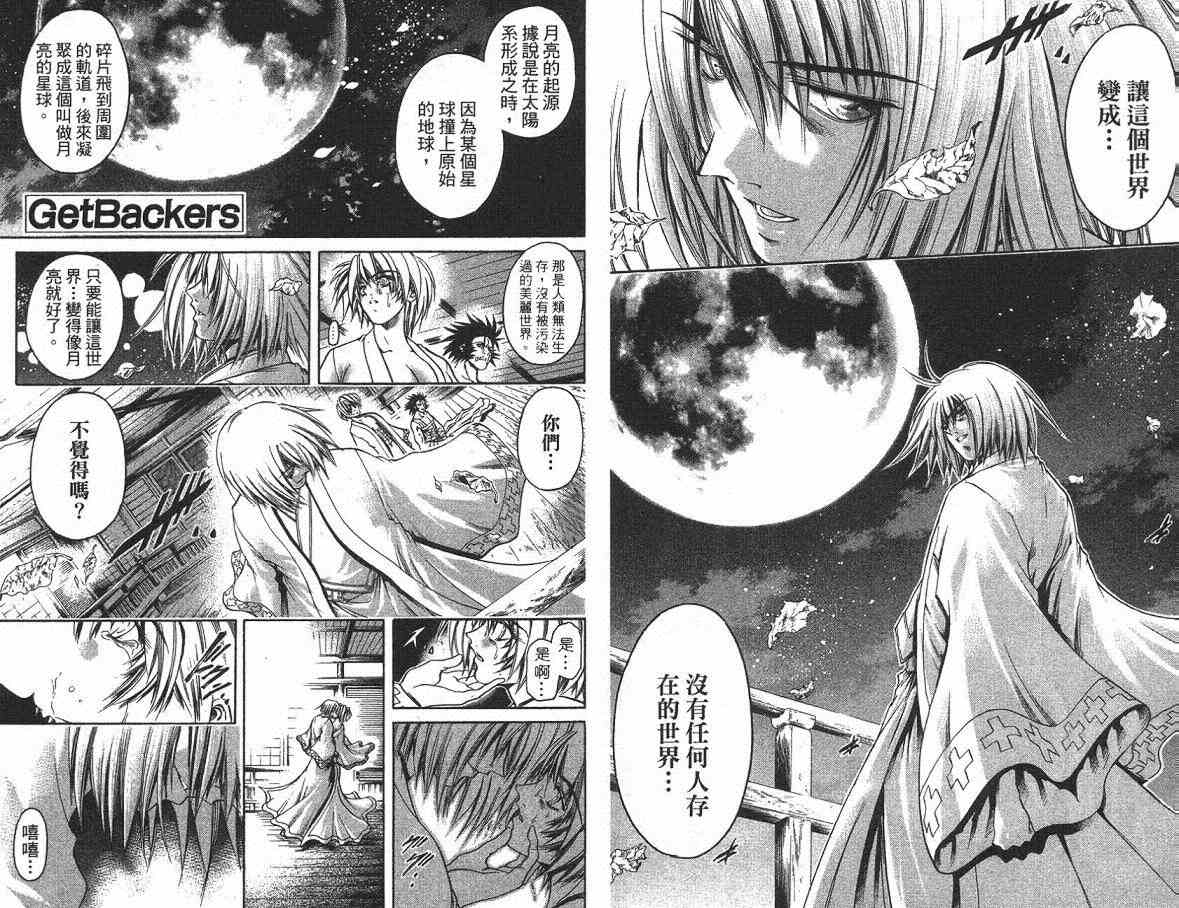 讓這個世界
變成…
沒有任何人存
在的世界…
月亮的起源
據說是在太陽
系形成之時，
因為某個星
球撞上原始
的地球，
碎片飛到周圍
的軌道，後來凝
聚成這個叫做月
亮的星球。
GetBackers
那是人類無法生
存，沒有被污染
過的美麗世界。
…
只要能讓這世
界…變得像月
亮就好了。
你們…
不覺得嗎？
是…
是啊…
嘻嘻…